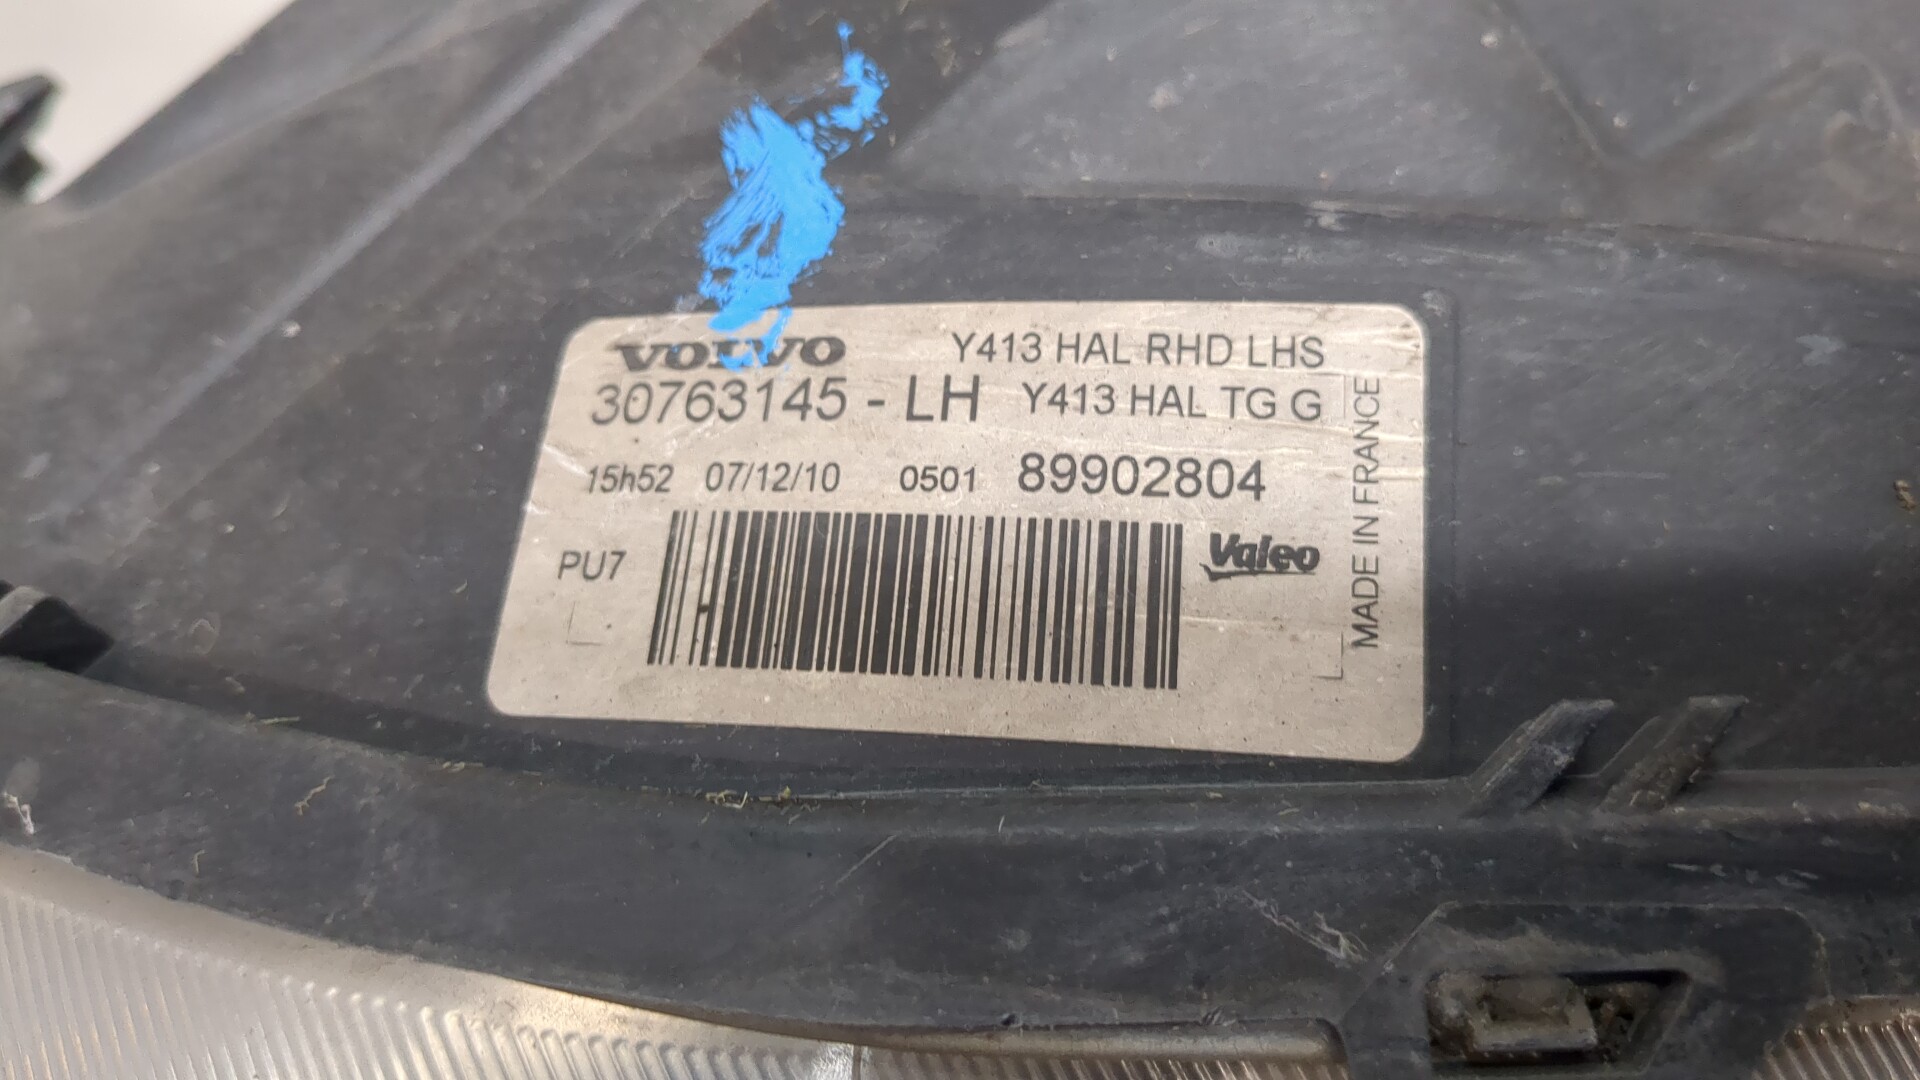 VOLVO Y413 HAL RHD LHS
30763145 - LH Y413 HAL TG G
15h52 07/12/10 0501 89902804
PU7
Valeo
MADE IN FRANCE